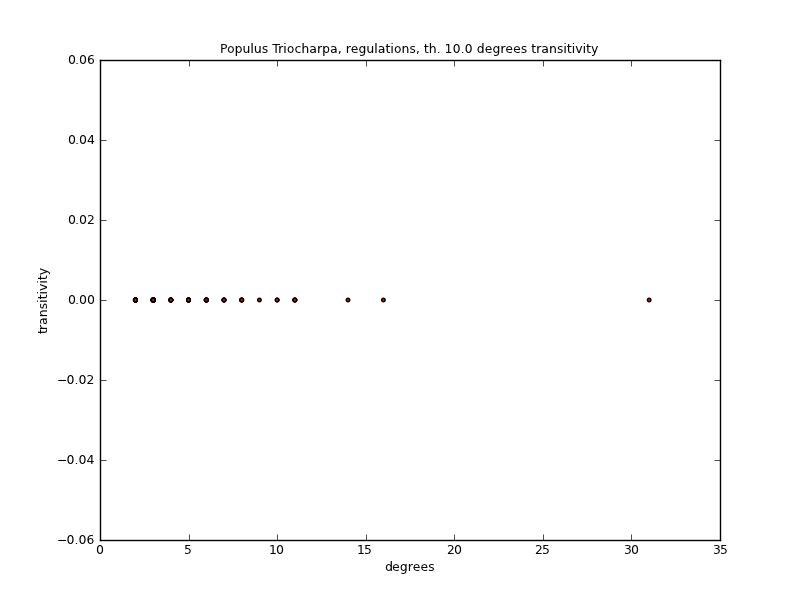 Populus Triocharpa, regulations, th. 10.0 degrees transitivity
0.06
0.04
0.02
0.00
−0.02
−0.04
−0.06
transitivity
0 5 10 15 20 25 30 35
degrees